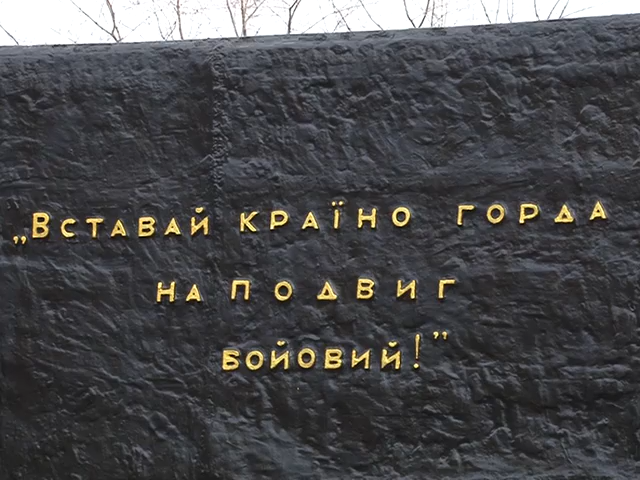 „Вставай країно горда
на подвиг
бойовий!”